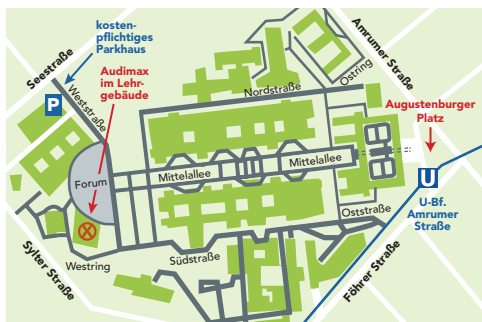 kosten-
pflichtiges
Parkhaus
Seestraße
Audimax
im Lehr-
gebäude
P
Weststraße
Nordstraße
Ostring
Amrumer Straße
Augustenburger
Platz
Mittelallee
Mittelallee
Forum
U
U-Bf.
Amrumer
Straße
Oststraße
Südstraße
Westring
Sylter Straße
Föhrer Straße